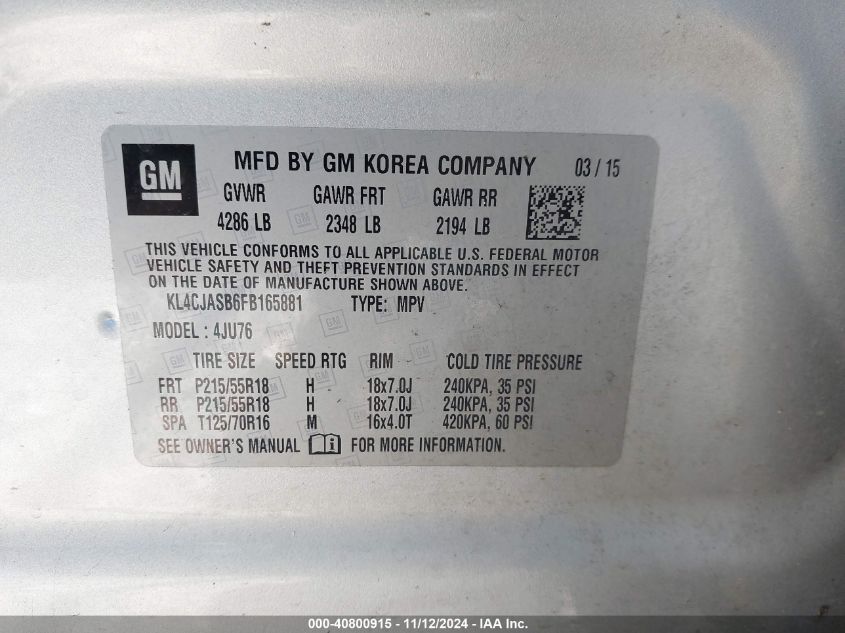 GM MFD BY GM KOREA COMPANY 03 / 15
GVWR GAWR FRT GAWR RR
4286 LB 2348 LB 2194 LB
THIS VEHICLE CONFORMS TO ALL APPLICABLE U.S. FEDERAL MOTOR
VEHICLE SAFETY AND THEFT PREVENTION STANDARDS IN EFFECT
ON THE DATE OF MANUFACTURE SHOWN ABOVE.
KL4CJASB6FB165881 TYPE: MPV
MODEL : 4JU76
TIRE SIZE SPEED RTG RIM COLD TIRE PRESSURE
FRT P215/55R18 H 18x7.0J 240KPA, 35 PSI
RR P215/55R18 H 18x7.0J 240KPA, 35 PSI
SPA T125/70R16 M 16x4.0T 420KPA, 60 PSI
SEE OWNER'S MANUAL i FOR MORE INFORMATION.
000-40800915 - 11/12/2024 - IAA Inc.